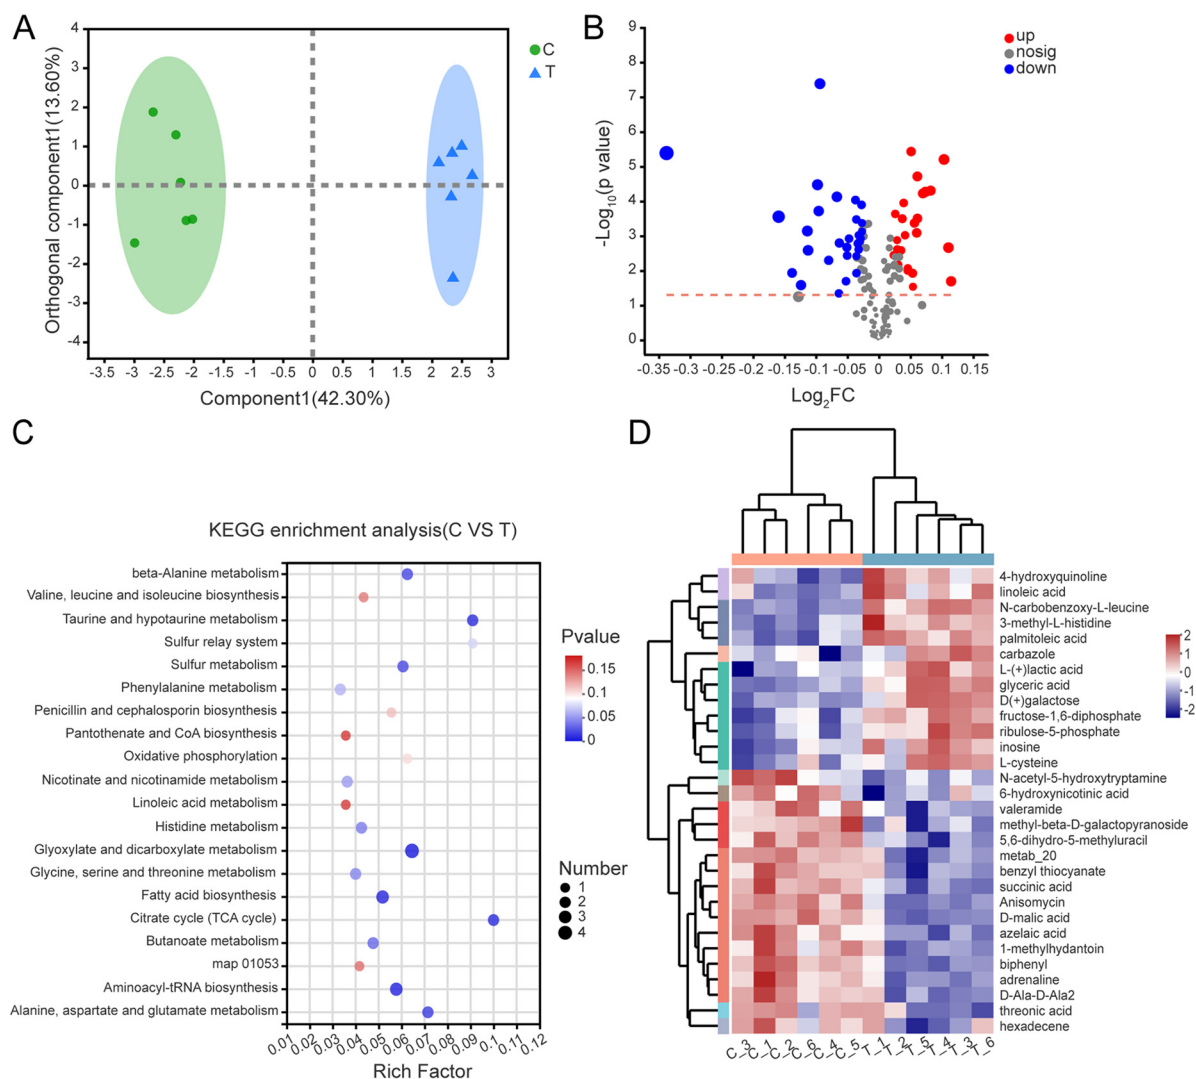 A
4
3
2
1
0
-1
-2
-3
-4
Orthogonal component1(13.60%)
-3.5 -3 -2.5 -2 -1.5 -1 -0.5 0 0.5 1 1.5 2 2.5 3
Component1(42.30%)
C
T
B
9
8
7
6
5
4
3
2
1
0
-Log10(p value)
-0.35 -0.3 -0.25 -0.2 -0.15 -0.1 -0.05 0 0.05 0.1 0.15
Log2FC
up
nosig
down
C
KEGG enrichment analysis(C VS T)
beta-Alanine metabolism
Valine, leucine and isoleucine biosynthesis
Taurine and hypotaurine metabolism
Sulfur relay system
Sulfur metabolism
Phenylalanine metabolism
Penicillin and cephalosporin biosynthesis
Pantothenate and CoA biosynthesis
Oxidative phosphorylation
Nicotinate and nicotinamide metabolism
Linoleic acid metabolism
Histidine metabolism
Glyoxylate and dicarboxylate metabolism
Glycine, serine and threonine metabolism
Fatty acid biosynthesis
Citrate cycle (TCA cycle)
Butanoate metabolism
map 01053
Aminoacyl-tRNA biosynthesis
Alanine, aspartate and glutamate metabolism
0.01 0.02 0.03 0.04 0.05 0.06 0.07 0.08 0.09 0.10 0.11 0.12
Rich Factor
Pvalue
0.15
0.1
0.05
0
Number
1
2
3
4
D
4-hydroxyquinoline
linoleic acid
N-carbobenzoxy-L-leucine
3-methyl-L-histidine
palmitoleic acid
carbazole
L-(+)lactic acid
glyceric acid
D(+)galactose
fructose-1,6-diphosphate
ribulose-5-phosphate
inosine
L-cysteine
N-acetyl-5-hydroxytryptamine
6-hydroxynicotinic acid
valeramide
methyl-beta-D-galactopyranoside
5,6-dihydro-5-methyluracil
metab_20
benzyl thiocyanate
succinic acid
Anisomycin
D-malic acid
azelaic acid
1-methylhydantoin
biphenyl
adrenaline
D-Ala-D-Ala2
threonic acid
hexadecene
C_3 C_1 C_2 C_6 C_4 C_5 T_1 T_2 T_5 T_4 T_3 T_6
2
1
0
-1
-2